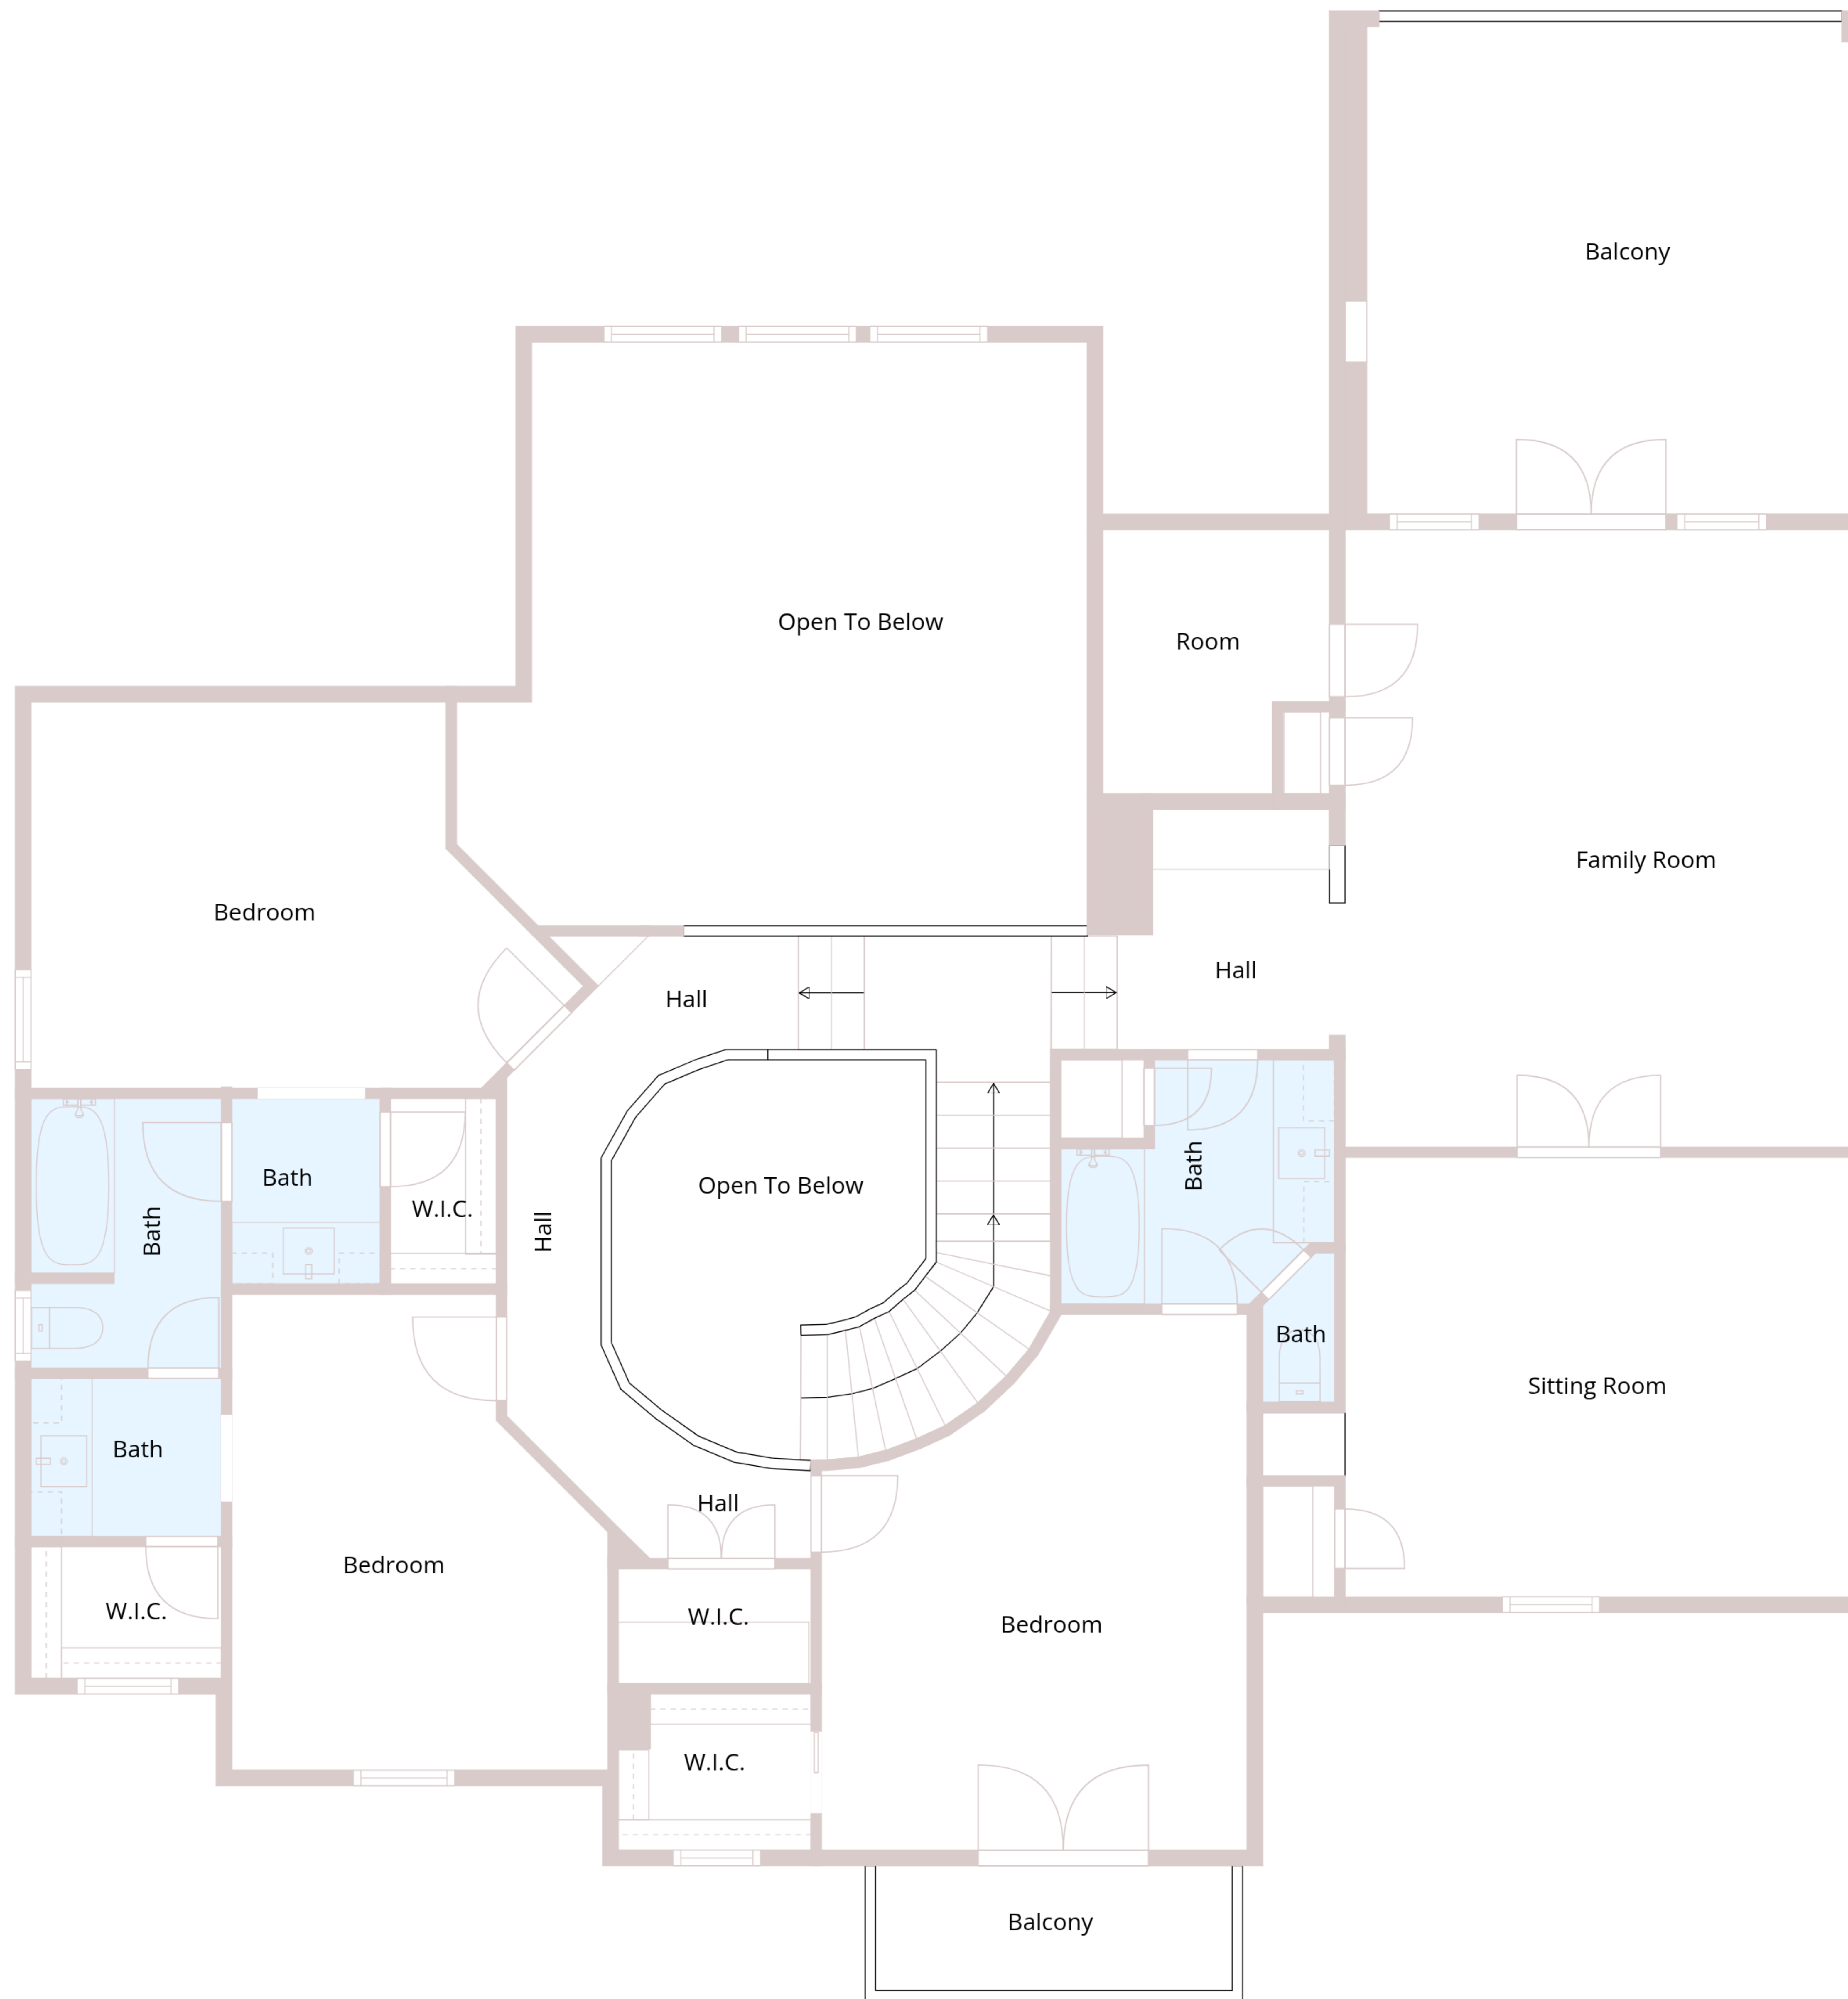 Balcony
Open To Below
Room
Family Room
Bedroom
Hall
Hall
Bath
Bath
Bath
W.I.C.
Hall
Open To Below
Bath
Bath
Sitting Room
Bath
Hall
Bedroom
W.I.C.
W.I.C.
Bedroom
W.I.C.
Balcony